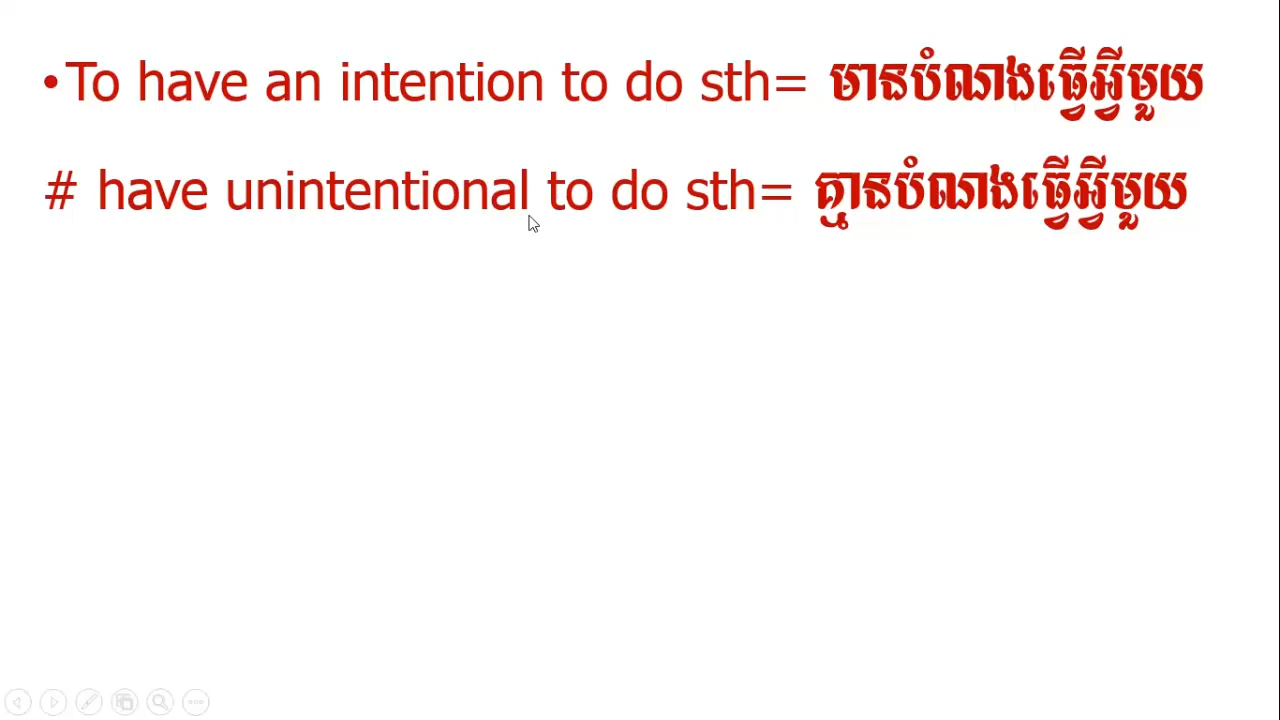 •To have an intention to do sth= មានបំណងធ្វើអ្វីមួយ
# have unintentional to do sth= គ្មានបំណងធ្វើអ្វីមួយ